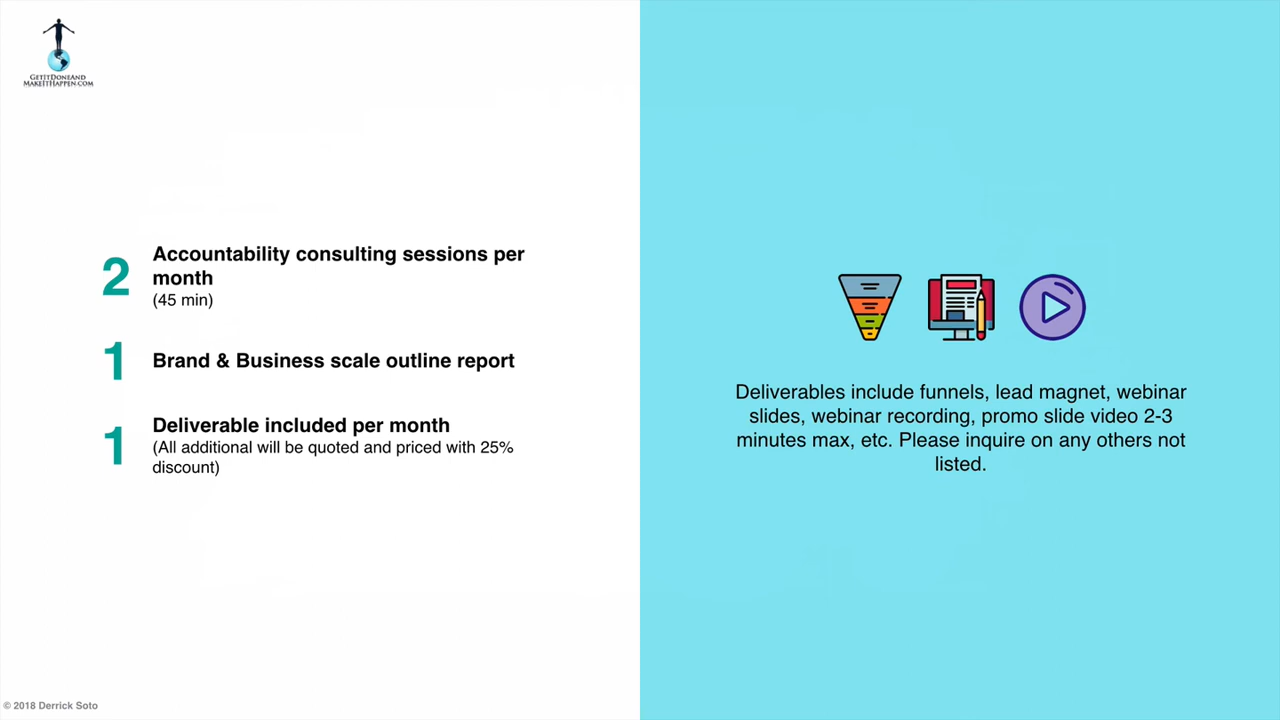 GETITDONEAND
MAKEITHAPPEN.COM
2
Accountability consulting sessions per
month
(45 min)
1
Brand & Business scale outline report
1
Deliverable included per month
(All additional will be quoted and priced with 25%
discount)
Deliverables include funnels, lead magnet, webinar
slides, webinar recording, promo slide video 2-3
minutes max, etc. Please inquire on any others not
listed.
© 2018 Derrick Soto